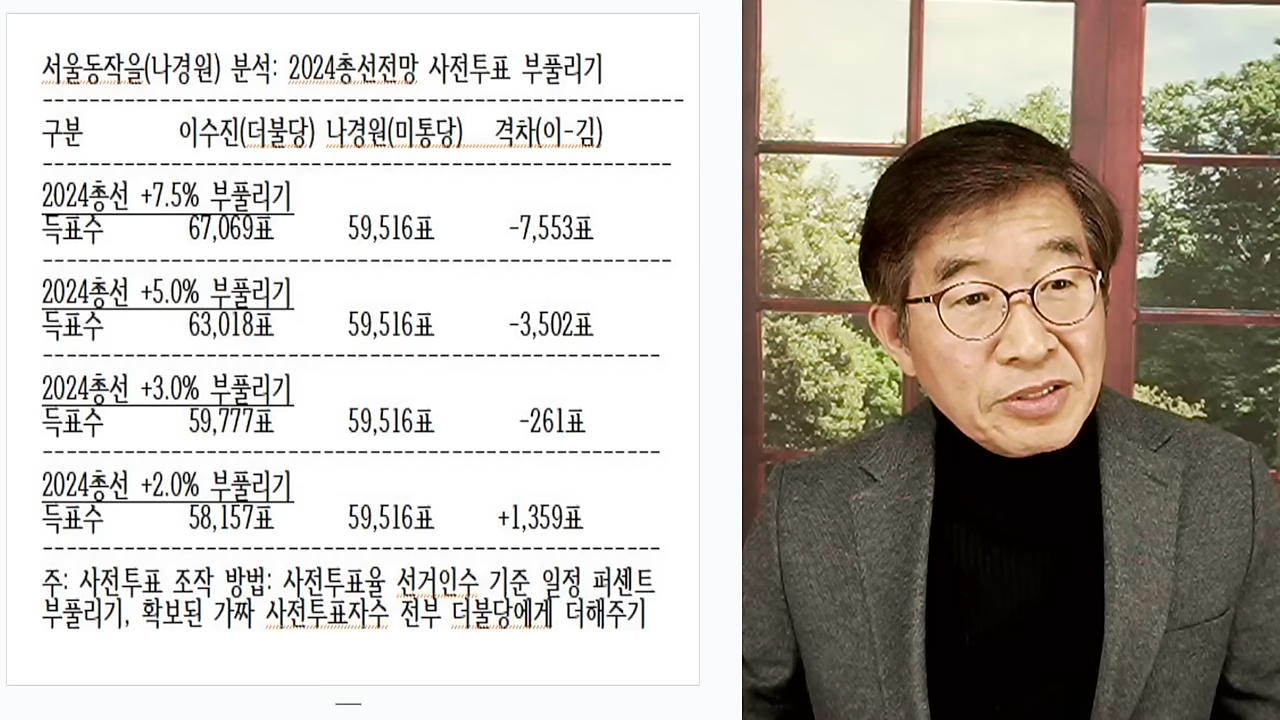 서울동작을(나경원) 분석: 2024총선전망 사전투표 부풀리기
구분 이수진(더불당) 나경원(미통당) 격차(이-김)
2024총선 +7.5% 부풀리기
득표수 67,069표 59,516표 -7,553표
2024총선 +5.0% 부풀리기
득표수 63,018표 59,516표 -3,502표
2024총선 +3.0% 부풀리기
득표수 59,777표 59,516표 -261표
2024총선 +2.0% 부풀리기
득표수 58,157표 59,516표 +1,359표
주: 사전투표 조작 방법: 사전투표율 선거인수 기준 일정 퍼센트
부풀리기, 확보된 가짜 사전투표자수 전부 더불당에게 더해주기